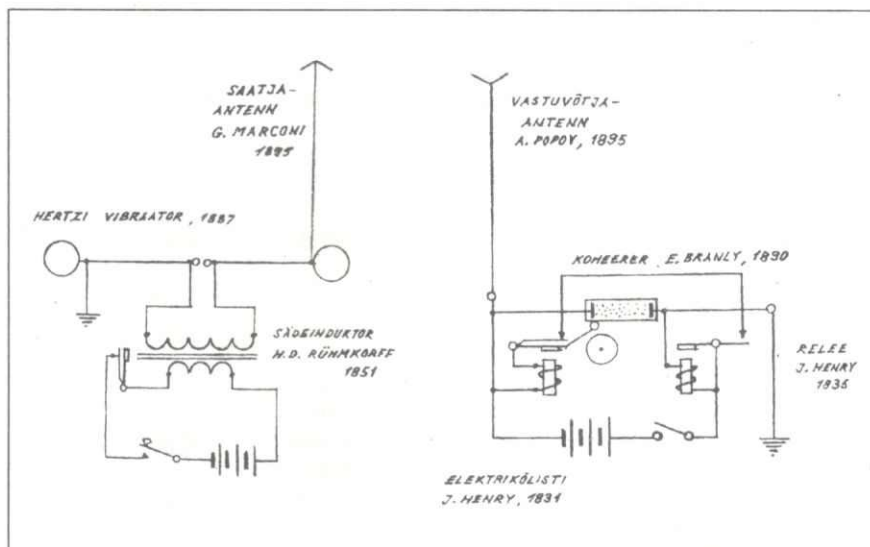 SAATJA-
ANTENN
G. MARCONI
1895
VASTUVÕTJA-
ANTENN
A. POPOV, 1895
HERTZI VIBRAATOR, 1887
KOHEERER E. BRANLY, 1890
SÄDEINDUKTOR
H.D. RÜHMKORFF
1851
RELEE
J. HENRY
1835
ELEKTRIKÕLISTI
J. HENRY, 1831